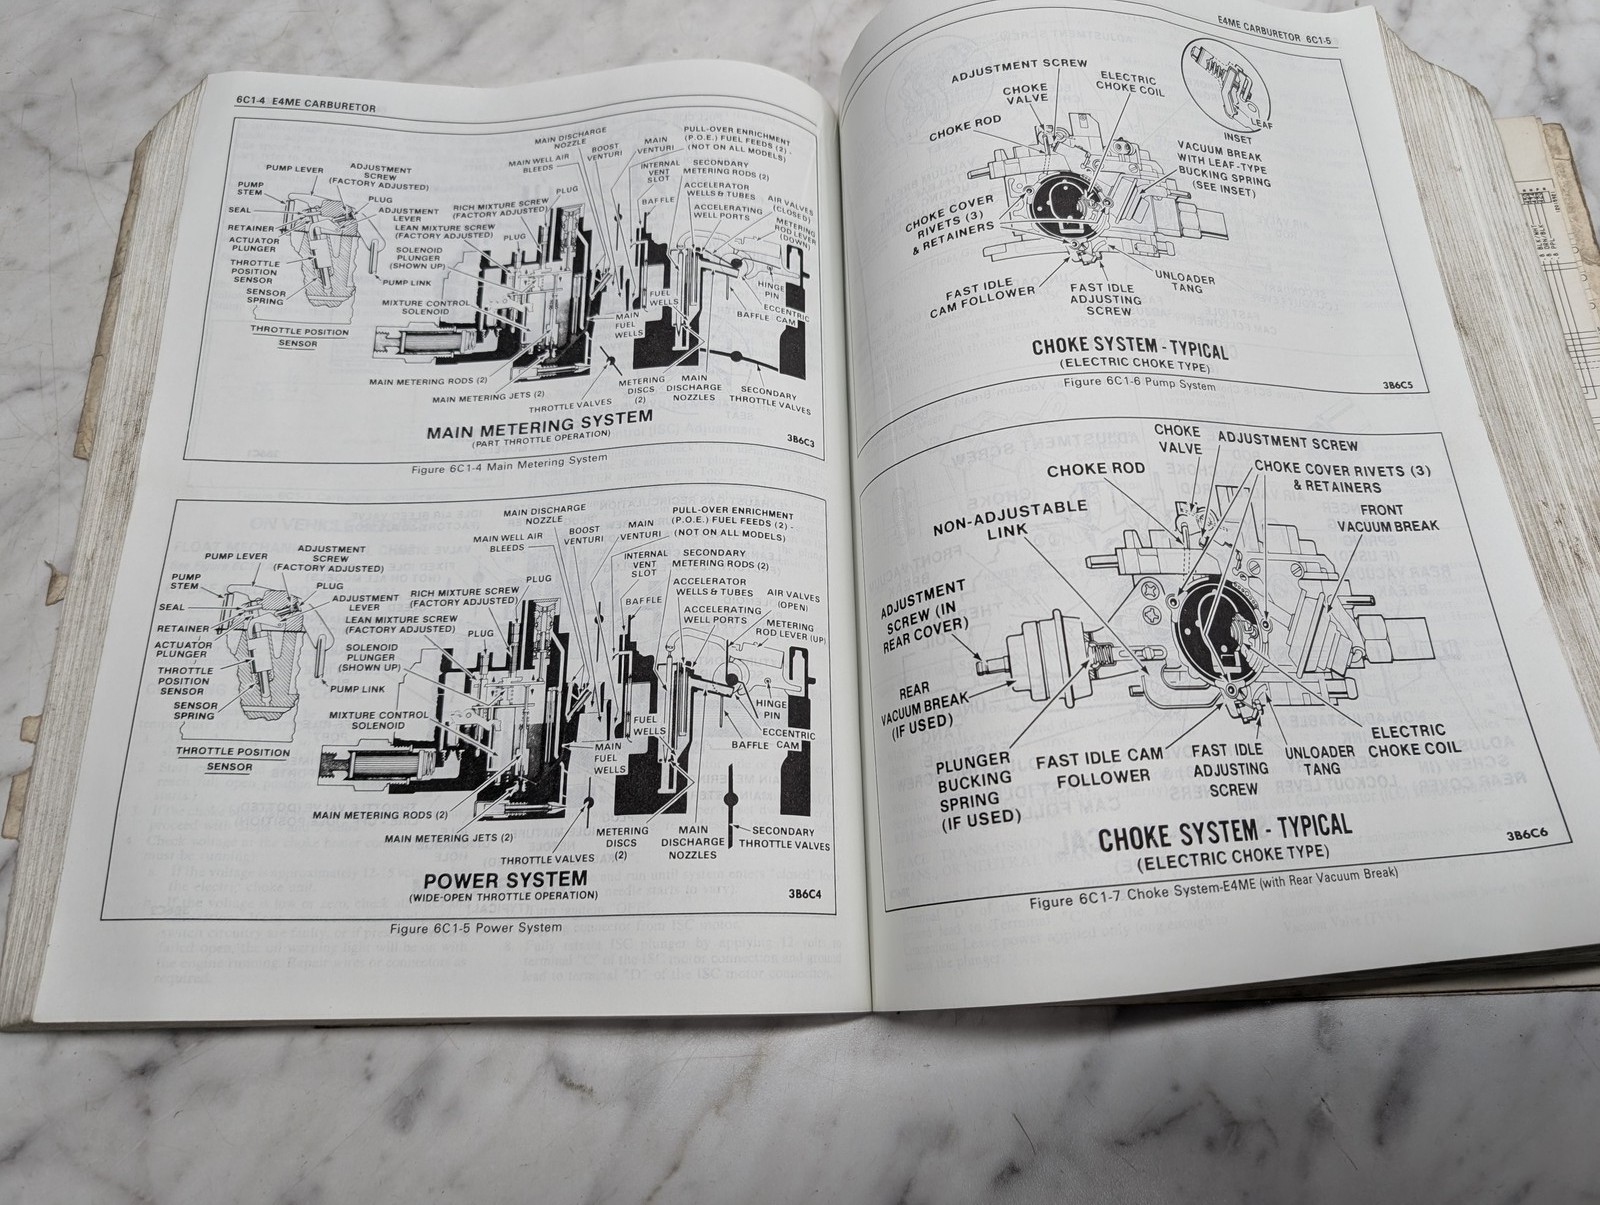 6C1-4 E4ME CARBURETOR
MAIN DISCHARGE
NOZZLE
MAIN WELL AIR
BLEEDS
BOOST
VENTURI
MAIN
VENTURI
PULL-OVER ENRICHMENT
(P.O.E.) FUEL FEEDS (2) -
(NOT ON ALL MODELS)
INTERNAL
VENT
SLOT
SECONDARY
METERING RODS (2)
PUMP LEVER
ADJUSTMENT
SCREW
(FACTORY ADJUSTED)
PUMP
STEM
PLUG
SEAL
ADJUSTMENT
LEVER
RETAINER
ACTUATOR
PLUNGER
THROTTLE
POSITION
SENSOR
SENSOR
SPRING
PUMP LINK
THROTTLE POSITION
SENSOR
RICH MIXTURE SCREW
(FACTORY ADJUSTED)
PLUG
LEAN MIXTURE SCREW
(FACTORY ADJUSTED)
PLUG
SOLENOID
PLUNGER
(SHOWN UP)
MIXTURE CONTROL
SOLENOID
BAFFLE
ACCELERATOR
WELLS & TUBES
ACCELERATING
WELL PORTS
AIR VALVES
(CLOSED)
METERING
ROD LEVER
(DOWN)
FUEL
WELLS
MAIN
FUEL
WELLS
HINGE
PIN
BAFFLE
ECCENTRIC
CAM
MAIN METERING RODS (2)
MAIN METERING JETS (2)
THROTTLE VALVES
METERING
DISCS
(2)
MAIN
DISCHARGE
NOZZLES
SECONDARY
THROTTLE VALVES
MAIN METERING SYSTEM
(PART THROTTLE OPERATION)
3B6C3
Figure 6C1-4 Main Metering System
MAIN DISCHARGE
NOZZLE
MAIN WELL AIR
BLEEDS
BOOST
VENTURI
MAIN
VENTURI
PULL-OVER ENRICHMENT
(P.O.E.) FUEL FEEDS (2) -
(NOT ON ALL MODELS)
INTERNAL
VENT
SLOT
SECONDARY
METERING RODS (2)
PUMP LEVER
ADJUSTMENT
SCREW
(FACTORY ADJUSTED)
PUMP
STEM
PLUG
SEAL
ADJUSTMENT
LEVER
RETAINER
ACTUATOR
PLUNGER
THROTTLE
POSITION
SENSOR
SENSOR
SPRING
PUMP LINK
THROTTLE POSITION
SENSOR
RICH MIXTURE SCREW
(FACTORY ADJUSTED)
PLUG
LEAN MIXTURE SCREW
(FACTORY ADJUSTED)
PLUG
SOLENOID
PLUNGER
(SHOWN UP)
MIXTURE CONTROL
SOLENOID
BAFFLE
ACCELERATOR
WELLS & TUBES
ACCELERATING
WELL PORTS
AIR VALVES
(OPEN)
METERING
ROD LEVER (UP)
FUEL
WELLS
MAIN
FUEL
WELLS
HINGE
PIN
BAFFLE
ECCENTRIC
CAM
MAIN METERING RODS (2)
MAIN METERING JETS (2)
THROTTLE VALVES
METERING
DISCS
(2)
MAIN
DISCHARGE
NOZZLES
SECONDARY
THROTTLE VALVES
POWER SYSTEM
(WIDE-OPEN THROTTLE OPERATION)
3B6C4
Figure 6C1-5 Power System
E4ME CARBURETOR 6C1-5
ADJUSTMENT SCREW
CHOKE
VALVE
ELECTRIC
CHOKE COIL
CHOKE ROD
LEAF
INSET
VACUUM BREAK
WITH LEAF-TYPE
BUCKING SPRING
(SEE INSET)
CHOKE COVER
RIVETS (3)
& RETAINERS
FAST IDLE
CAM FOLLOWER
FAST IDLE
ADJUSTING
SCREW
UNLOADER
TANG
CHOKE SYSTEM - TYPICAL
(ELECTRIC CHOKE TYPE)
3B6C5
Figure 6C1-6 Pump System
CHOKE
VALVE
ADJUSTMENT SCREW
CHOKE ROD
CHOKE COVER RIVETS (3)
& RETAINERS
NON-ADJUSTABLE
LINK
FRONT
VACUUM BREAK
ADJUSTMENT
SCREW (IN
REAR COVER)
REAR
VACUUM BREAK
(IF USED)
PLUNGER
BUCKING
SPRING
(IF USED)
FAST IDLE CAM
FOLLOWER
FAST IDLE
ADJUSTING
SCREW
UNLOADER
TANG
ELECTRIC
CHOKE COIL
CHOKE SYSTEM - TYPICAL
(ELECTRIC CHOKE TYPE)
3B6C6
Figure 6C1-7 Choke System-E4ME (with Rear Vacuum Break)